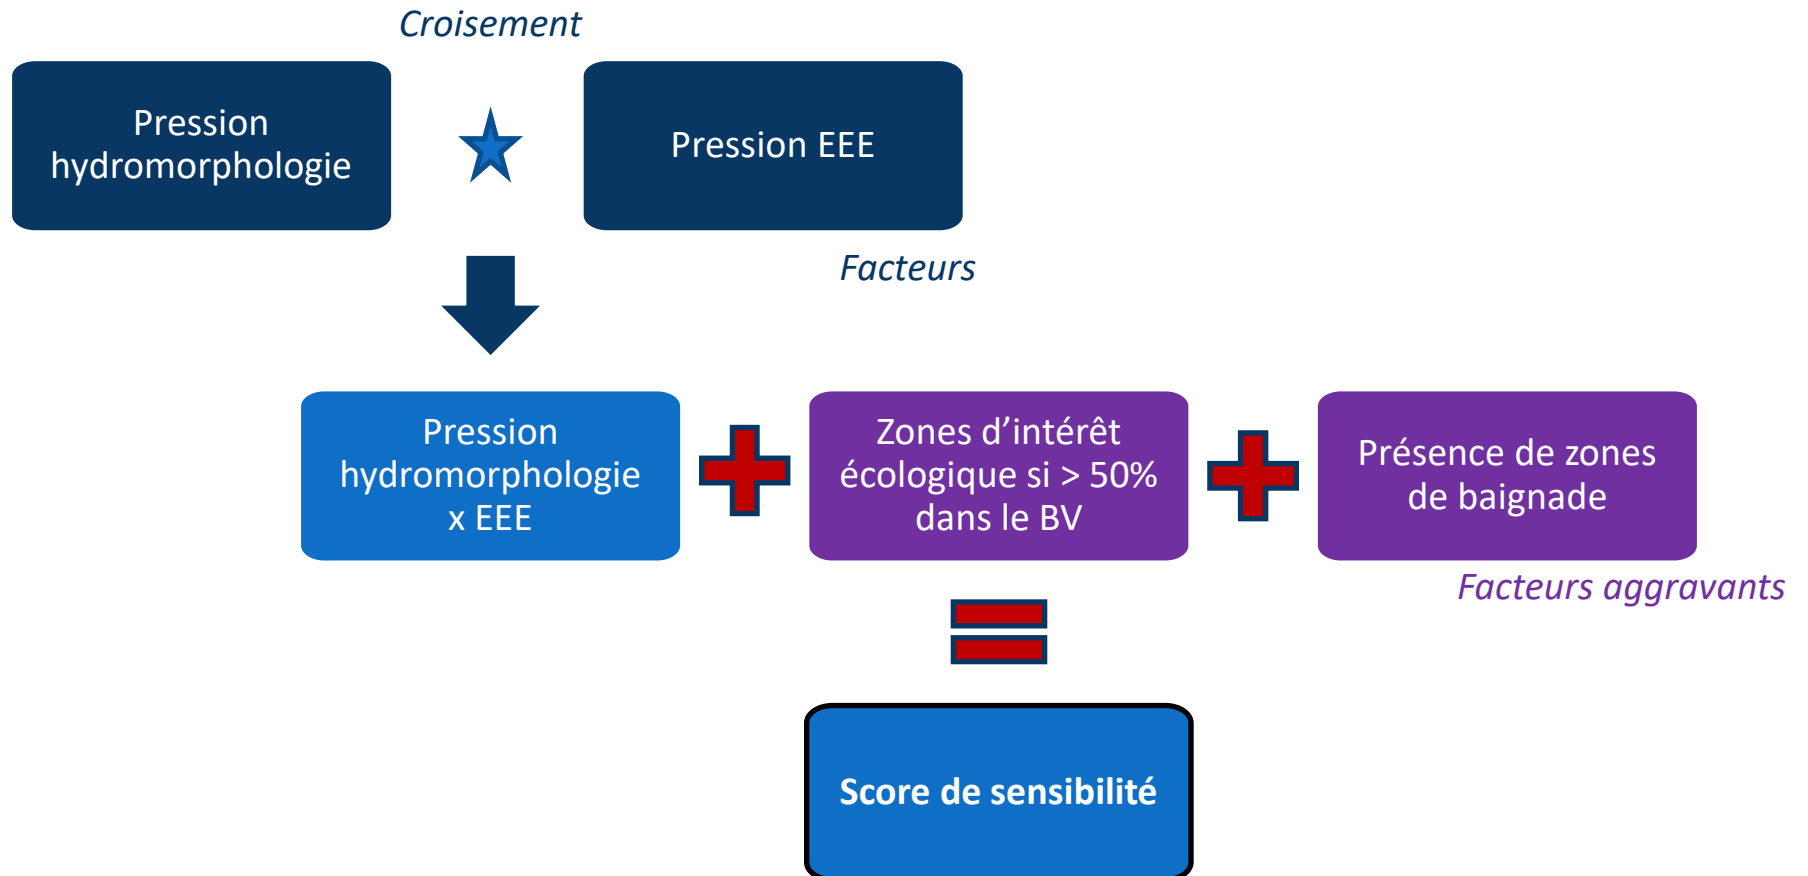 Croisement
Pression
hydromorphologie
Pression EEE
Facteurs
Pression
hydromorphologie
x EEE
Zones d’intérêt
écologique si > 50%
dans le BV
Présence de zones
de baignade
Facteurs aggravants
Score de sensibilité